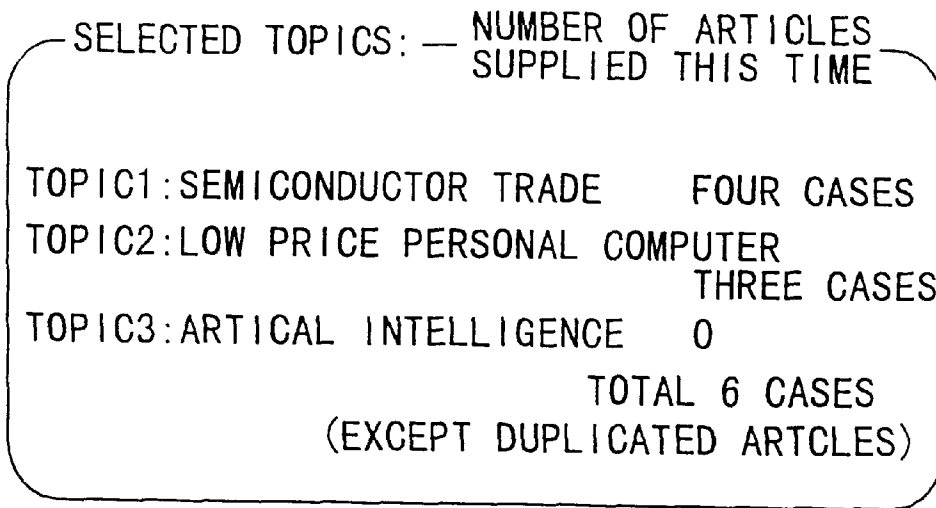 SELECTED TOPICS: — NUMBER OF ARTICLES
SUPPLIED THIS TIME
TOPIC1:SEMICONDUCTOR TRADE FOUR CASES
TOPIC2:LOW PRICE PERSONAL COMPUTER
THREE CASES
TOPIC3:ARTICAL INTELLIGENCE 0
TOTAL 6 CASES
(EXCEPT DUPLICATED ARTCLES)